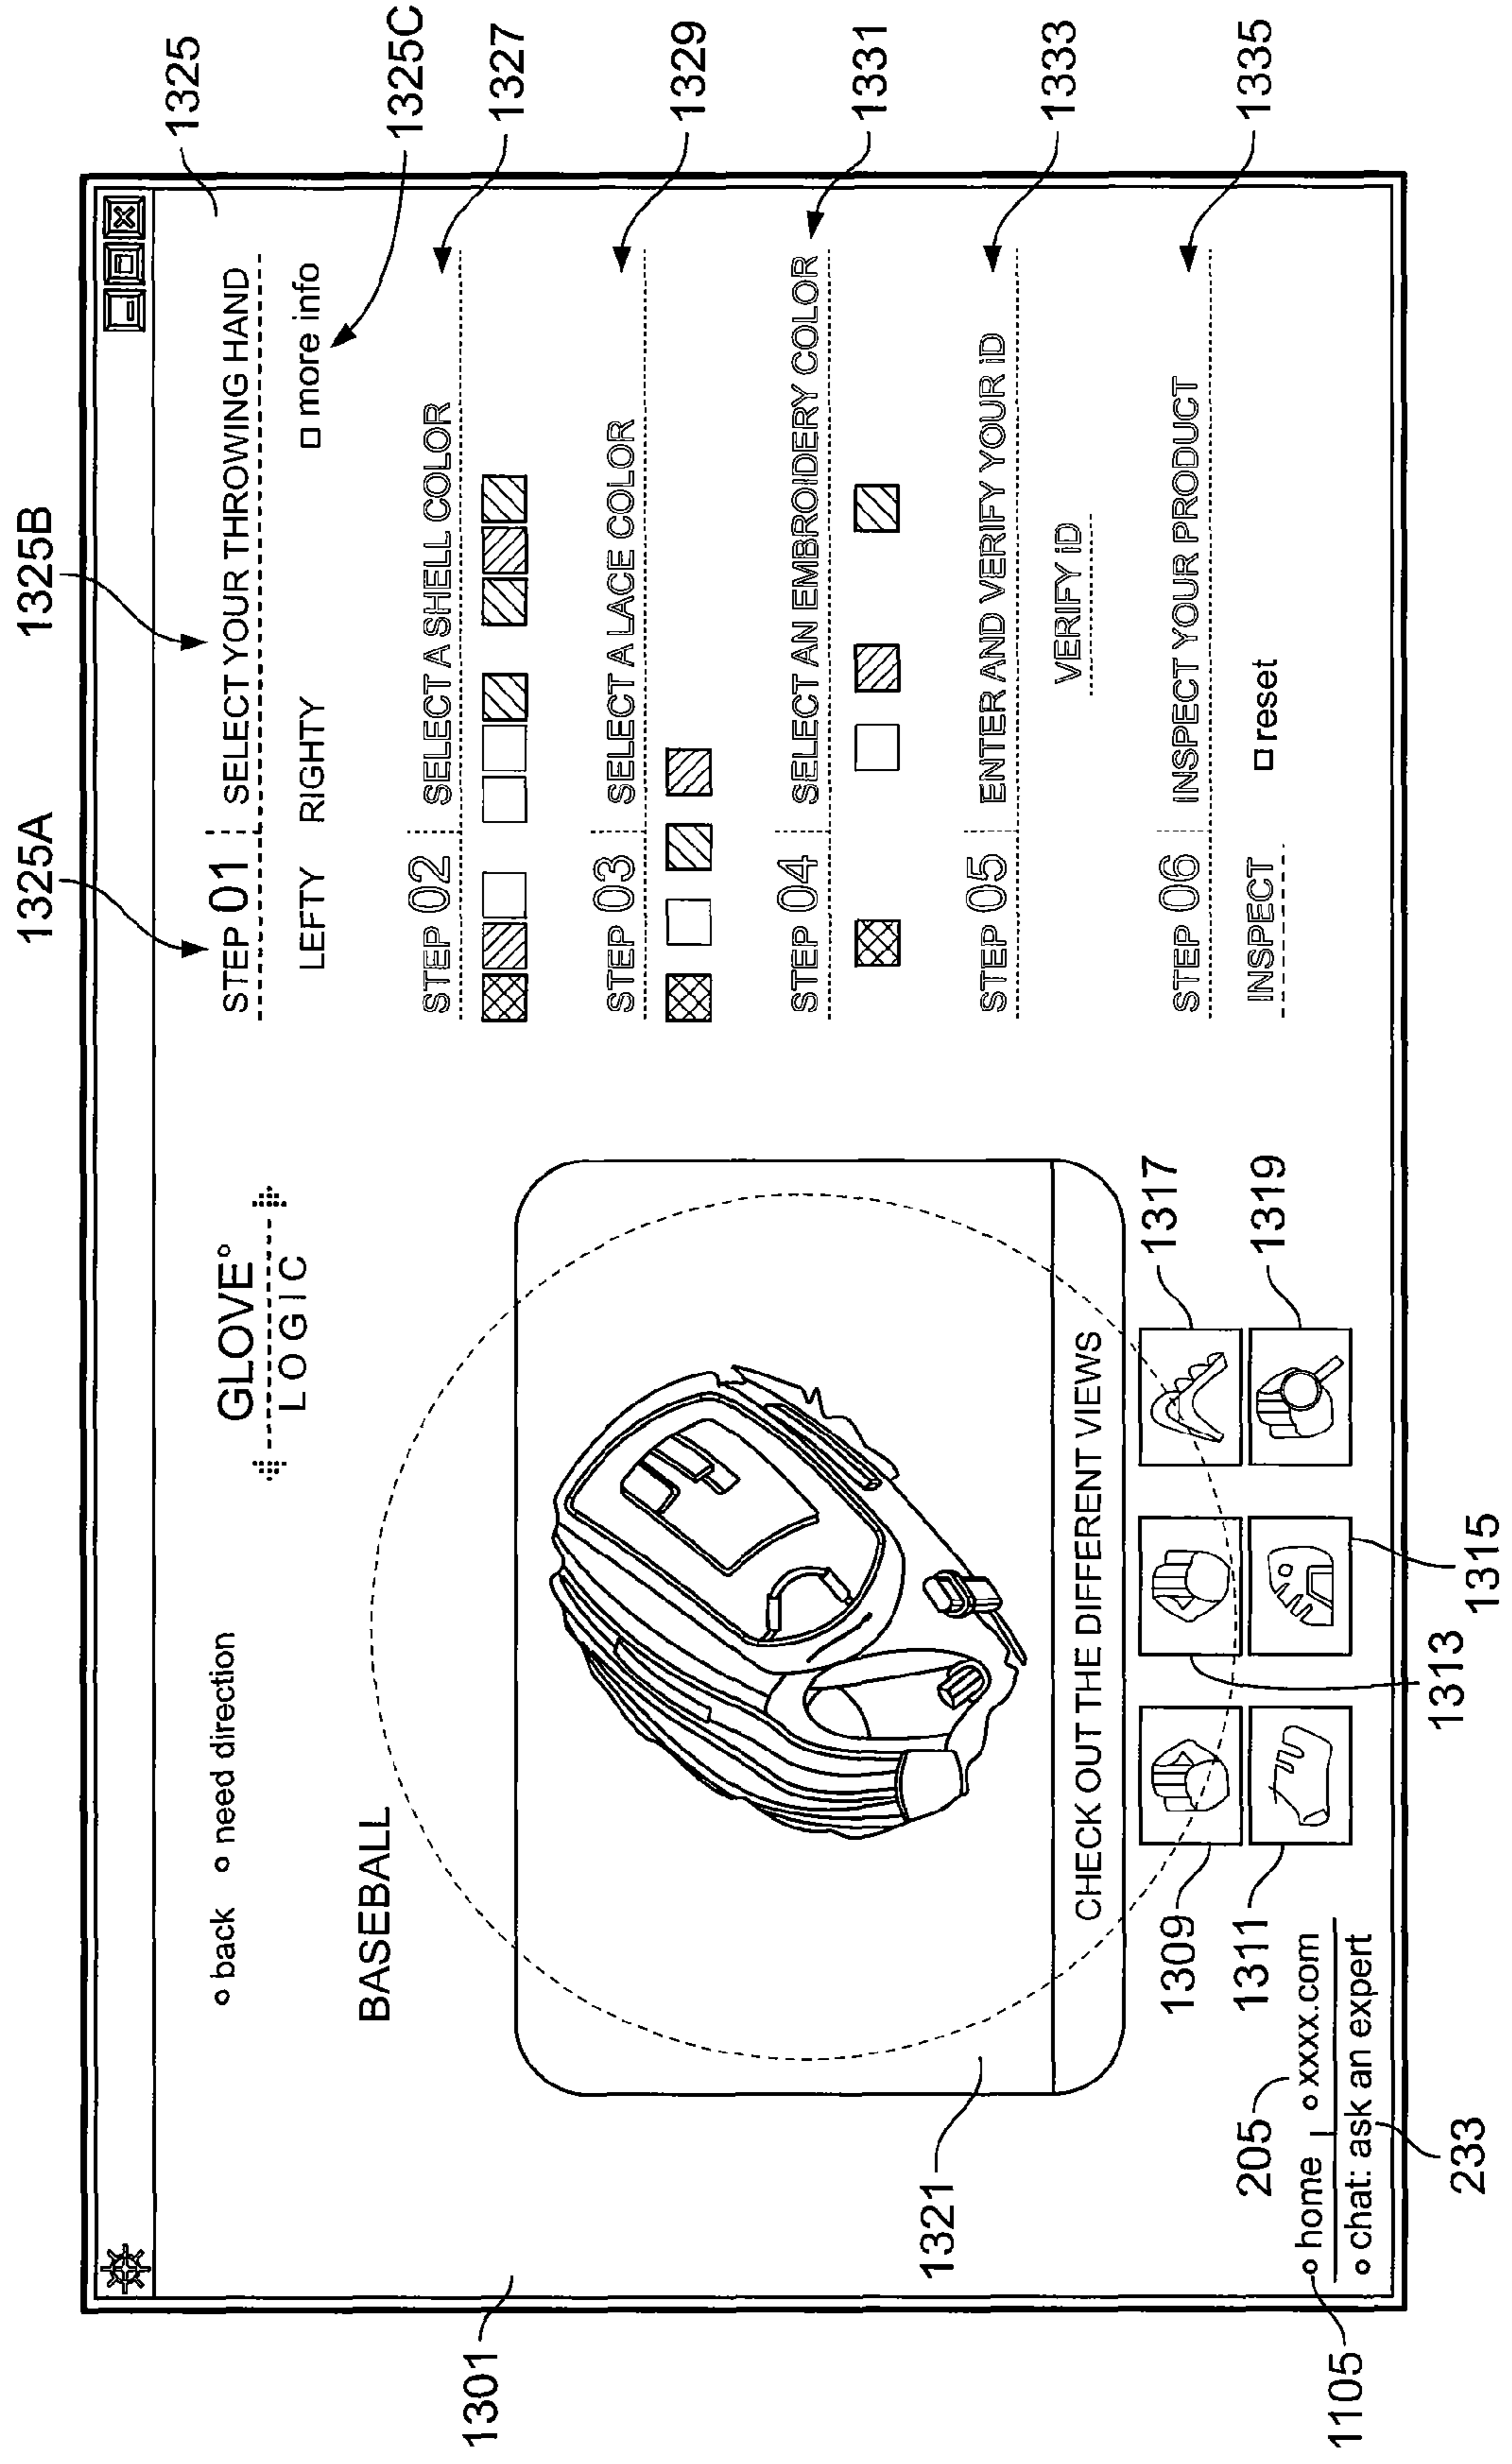 1325A
1325B
1325
1325C
1327
1329
1331
1333
1335
back need direction
GLOVE°
LOGIC
BASEBALL
STEP 01 SELECT YOUR THROWING HAND
LEFTY RIGHTY more info
STEP 02 SELECT A SHELL COLOR
STEP 03 SELECT A LACE COLOR
STEP 04 SELECT AN EMBROIDERY COLOR
STEP 05 ENTER AND VERIFY YOUR iD
VERIFY iD
STEP 06 INSPECT YOUR PRODUCT
INSPECT reset
CHECK OUT THE DIFFERENT VIEWS
1301
1321
1309
1311
1313
1315
1317
1319
205
home xxxx.com
chat: ask an expert
1105
233